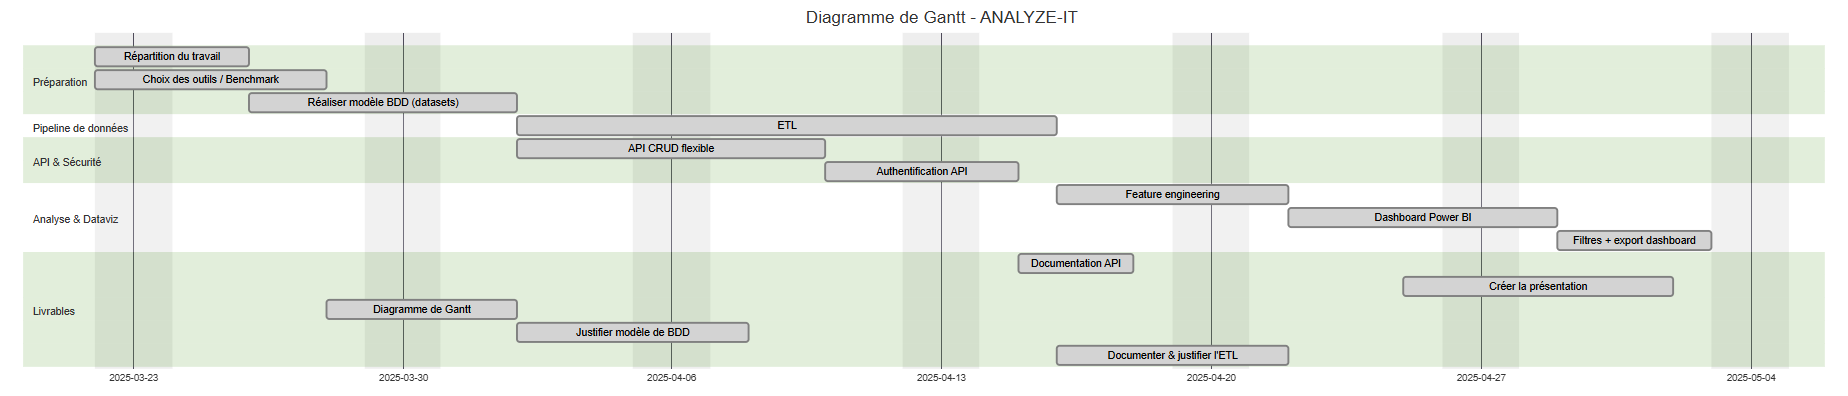 Diagramme de Gantt - ANALYZE-IT
Préparation
Répartition du travail
Choix des outils / Benchmark
Réaliser modèle BDD (datasets)
Pipeline de données
ETL
API & Sécurité
API CRUD flexible
Authentification API
Analyse & Dataviz
Feature engineering
Dashboard Power BI
Filtres + export dashboard
Livrables
Documentation API
Créer la présentation
Diagramme de Gantt
Justifier modèle de BDD
Documenter & justifier l'ETL
2025-03-23
2025-03-30
2025-04-06
2025-04-13
2025-04-20
2025-04-27
2025-05-04